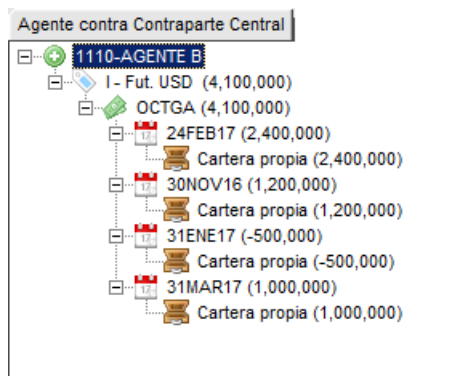 Agente contra Contraparte Central
1110-AGENTE B
I - Fut. USD (4,100,000)
OCTGA (4,100,000)
24FEB17 (2,400,000)
Cartera propia (2,400,000)
30NOV16 (1,200,000)
Cartera propia (1,200,000)
31ENE17 (-500,000)
Cartera propia (-500,000)
31MAR17 (1,000,000)
Cartera propia (1,000,000)